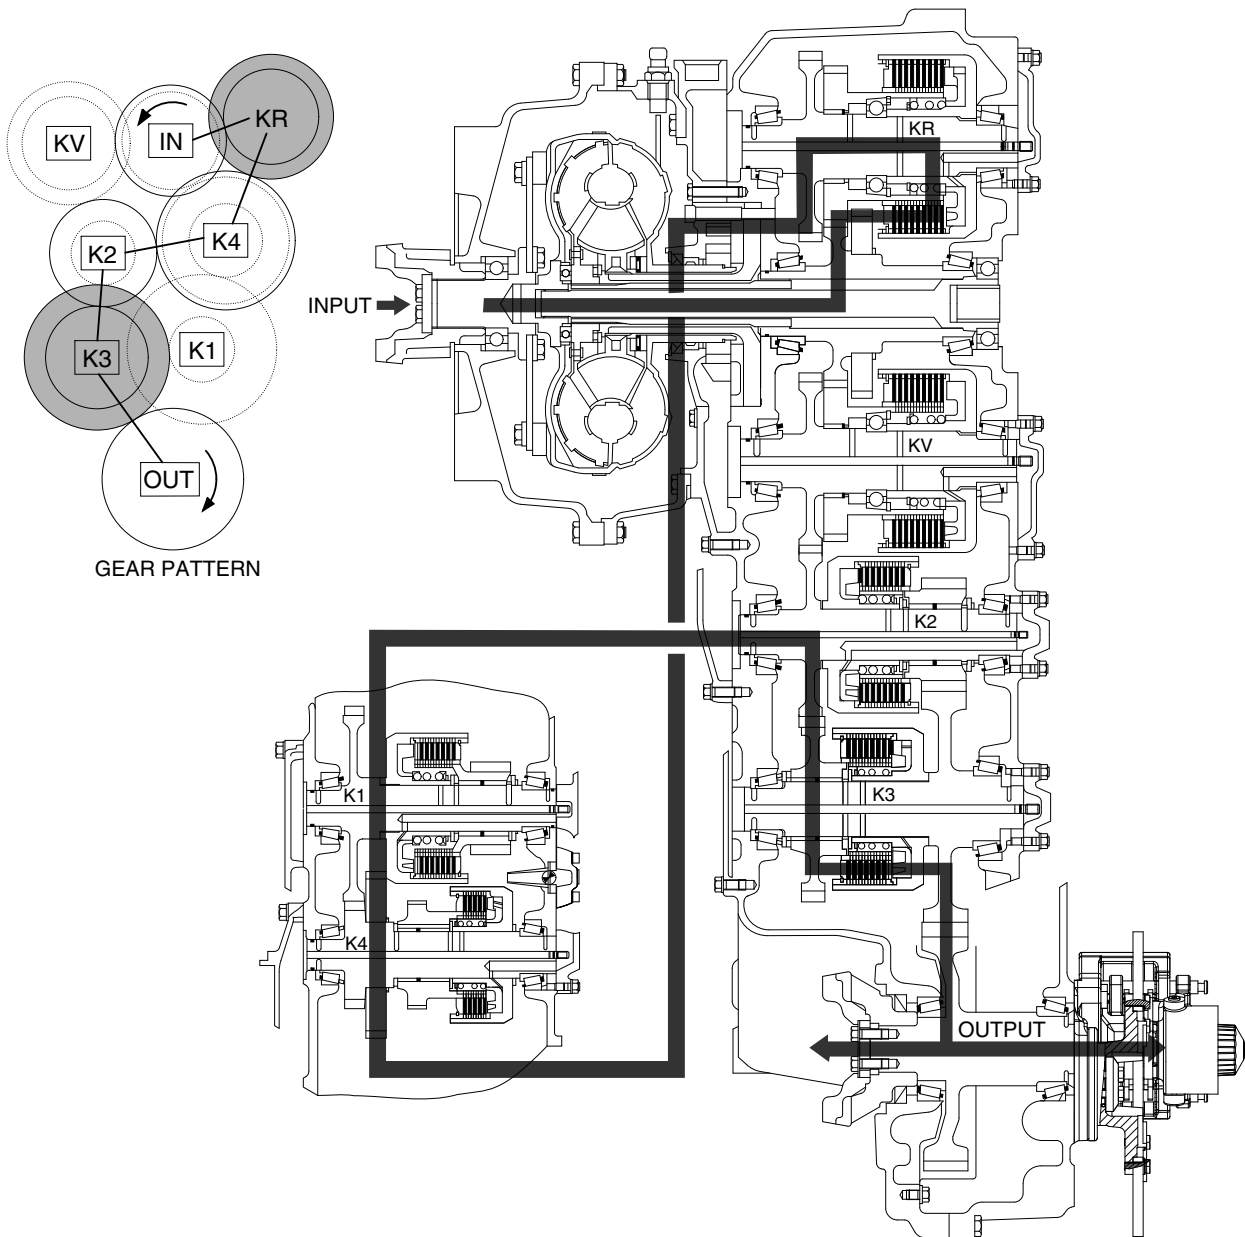 KV
IN
KR
K2
K4
K3
K1
OUT
GEAR PATTERN
INPUT
KR
KV
K2
K3
K1
K4
OUTPUT